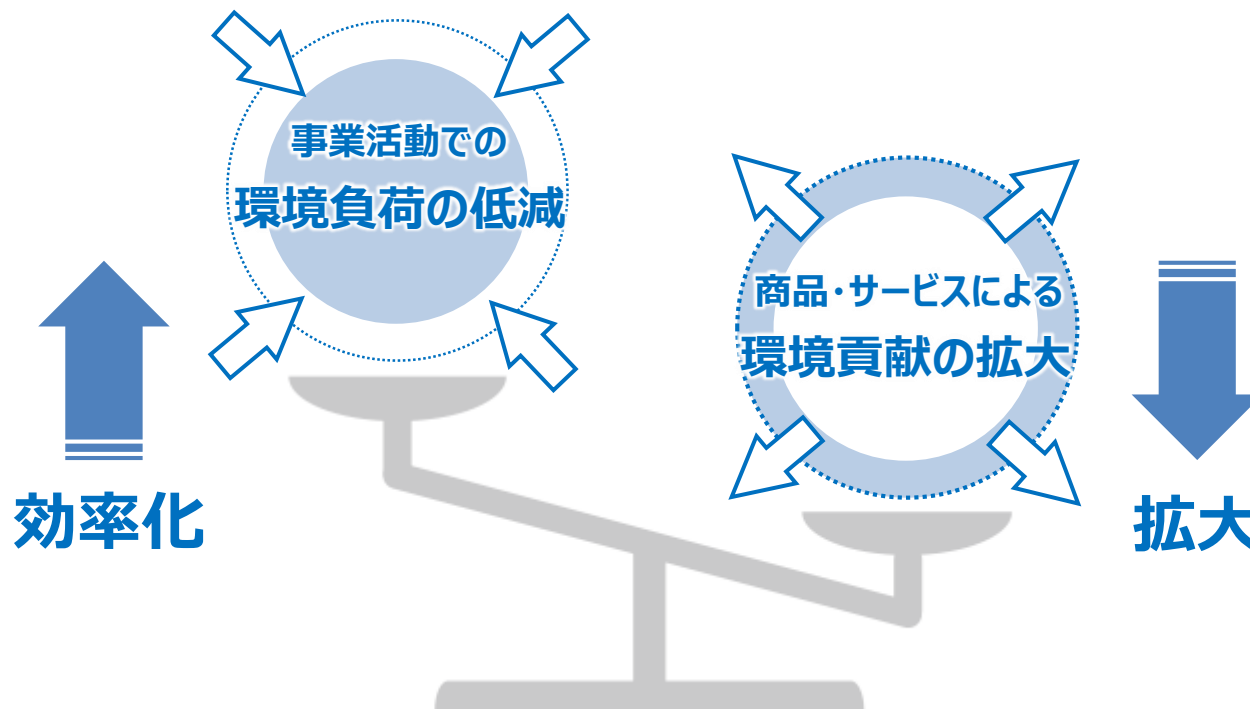 事業活動での
環境負荷の低減
商品・サービスによる
環境貢献の拡大
効率化
拡大